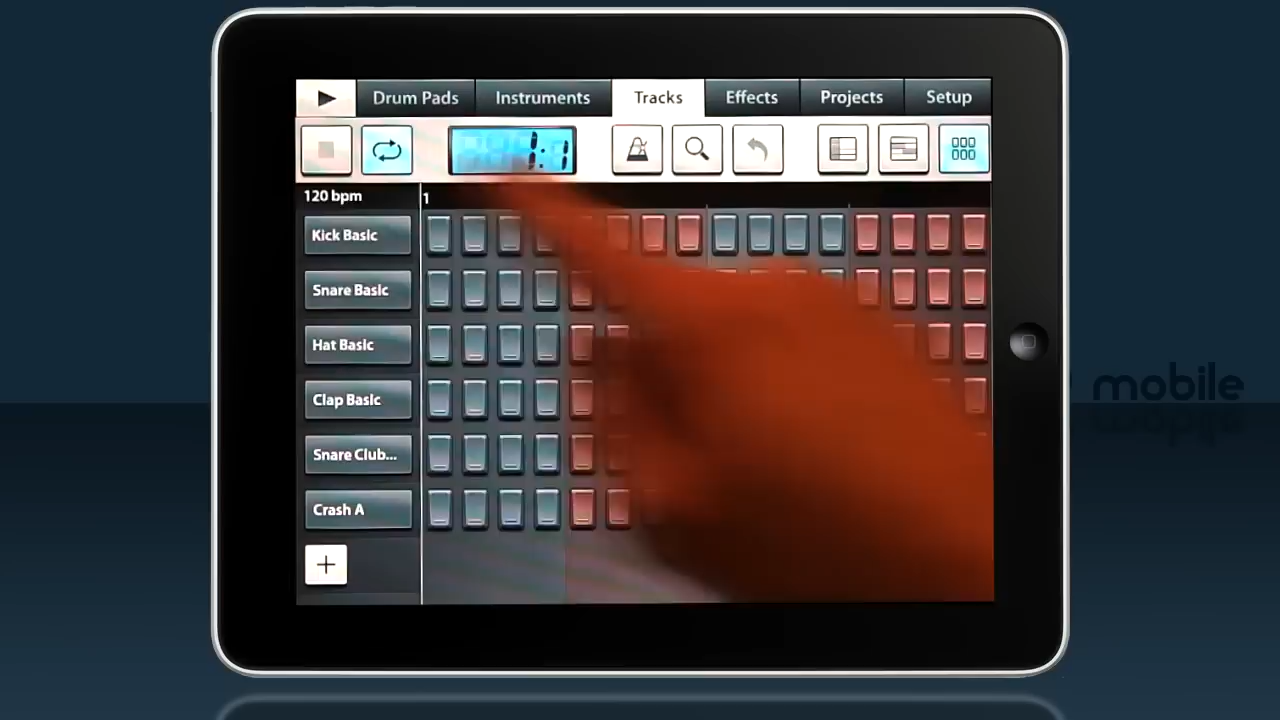 Drum Pads Instruments Tracks Effects Projects Setup
1:1
120 bpm
1
Kick Basic
Snare Basic
Hat Basic
Clap Basic
Snare Club...
Crash A
mobile